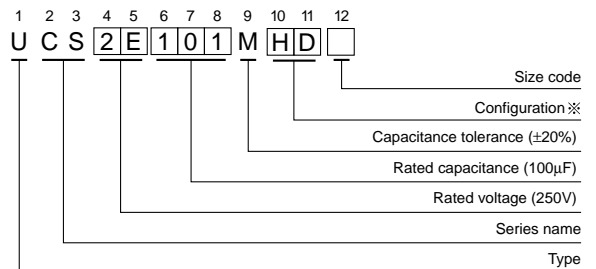 1 2 3 4 5 6 7 8 9 10 11 12
U C S 2 E 1 0 1 M H D
Size code
Configuration※
Capacitance tolerance (±20%)
Rated capacitance (100µF)
Rated voltage (250V)
Series name
Type